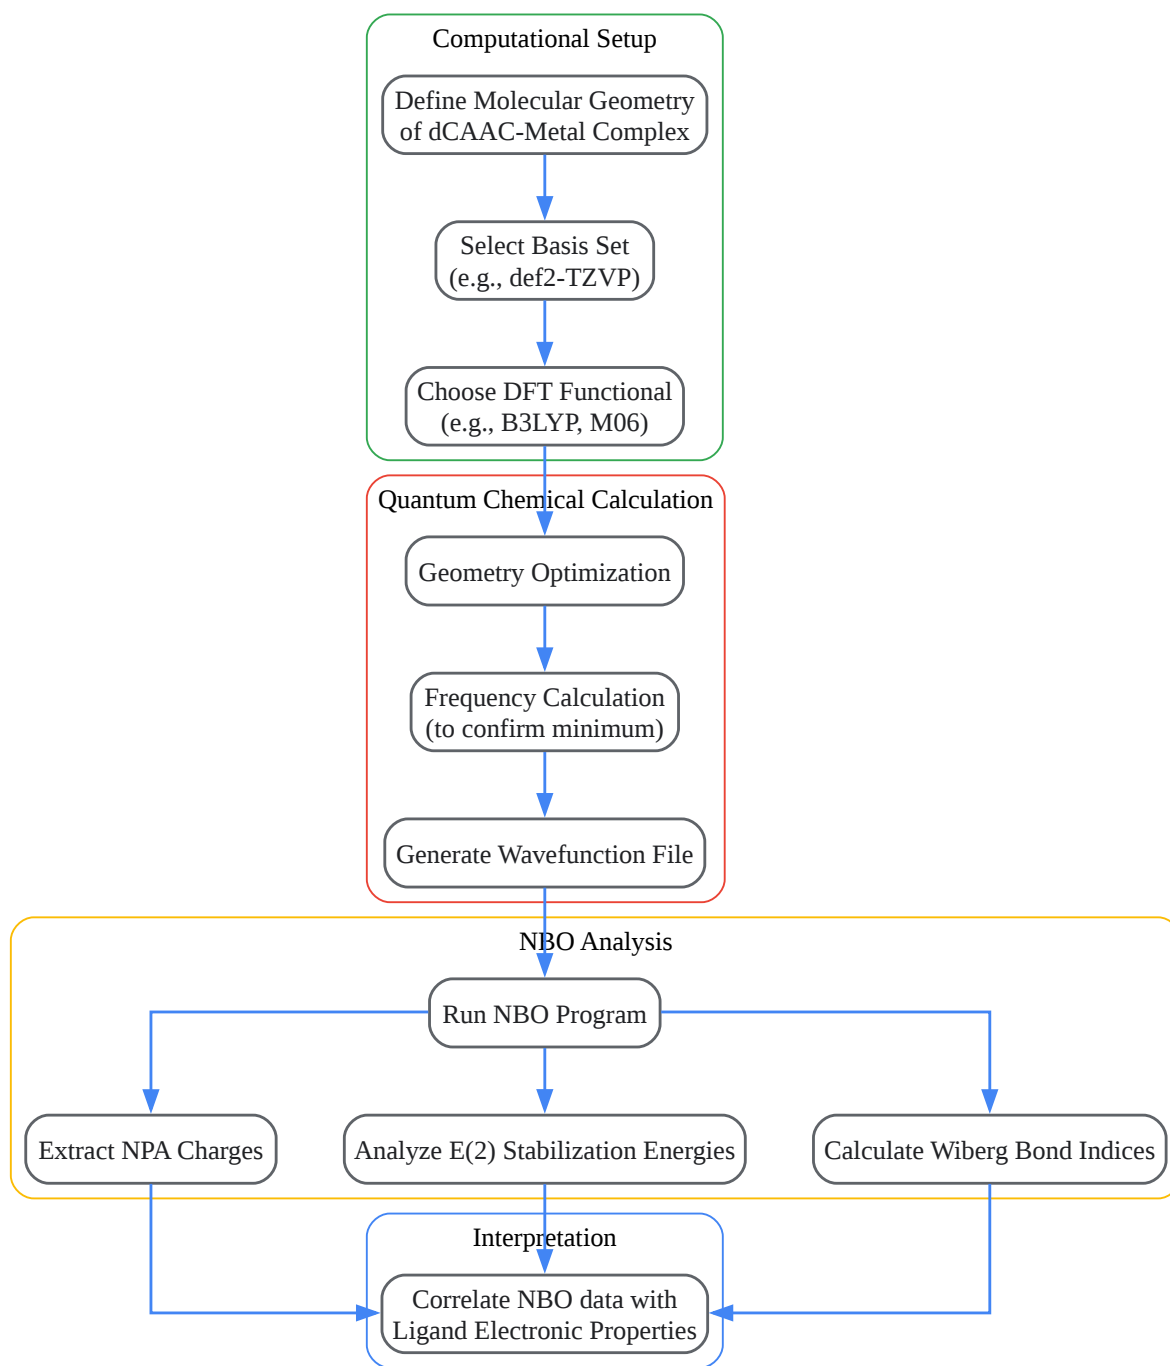 Computational Setup
Define Molecular Geometry
of dCAAC-Metal Complex
Select Basis Set
(e.g., def2-TZVP)
Choose DFT Functional
(e.g., B3LYP, M06)
Quantum Chemical Calculation
Geometry Optimization
Frequency Calculation
(to confirm minimum)
Generate Wavefunction File
NBO Analysis
Run NBO Program
Extract NPA Charges
Analyze E(2) Stabilization Energies
Calculate Wiberg Bond Indices
Interpretation
Correlate NBO data with
Ligand Electronic Properties